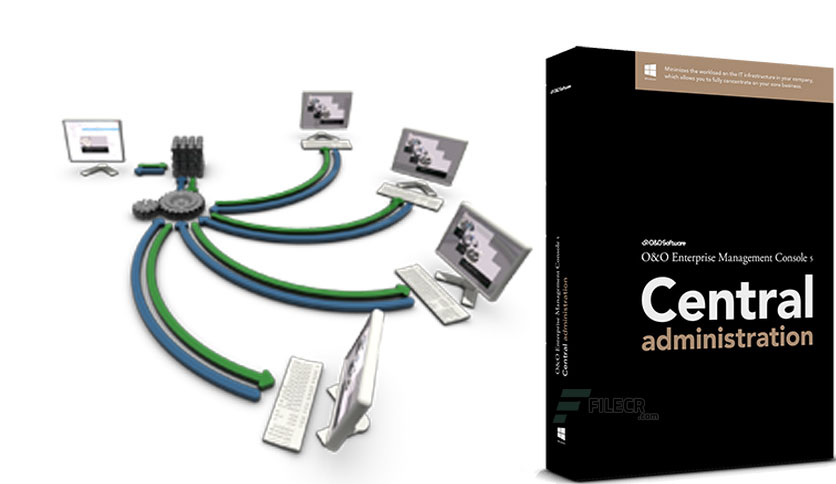 Minimizes the workload on the IT infrastructure in your company,
which allows you to fully concentrate on your core business.
O&O Software
O&O Software
O&O Enterprise Management Console 5
Central
administration
O&O Enterprise Management Console 5
Central administration
FILECR
.com